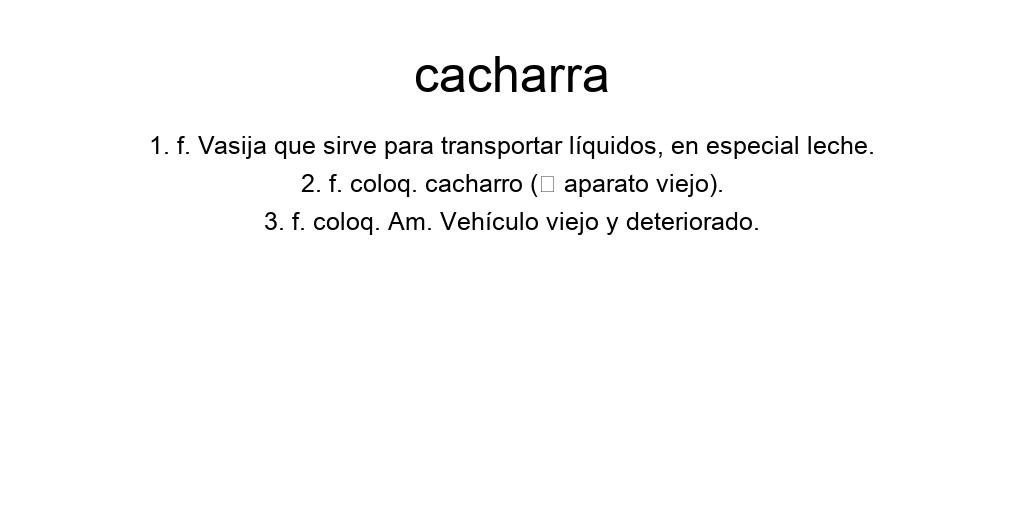 cacharra
1. f. Vasija que sirve para transportar líquidos, en especial leche.
2. f. coloq. cacharro (□ aparato viejo).
3. f. coloq. Am. Vehículo viejo y deteriorado.